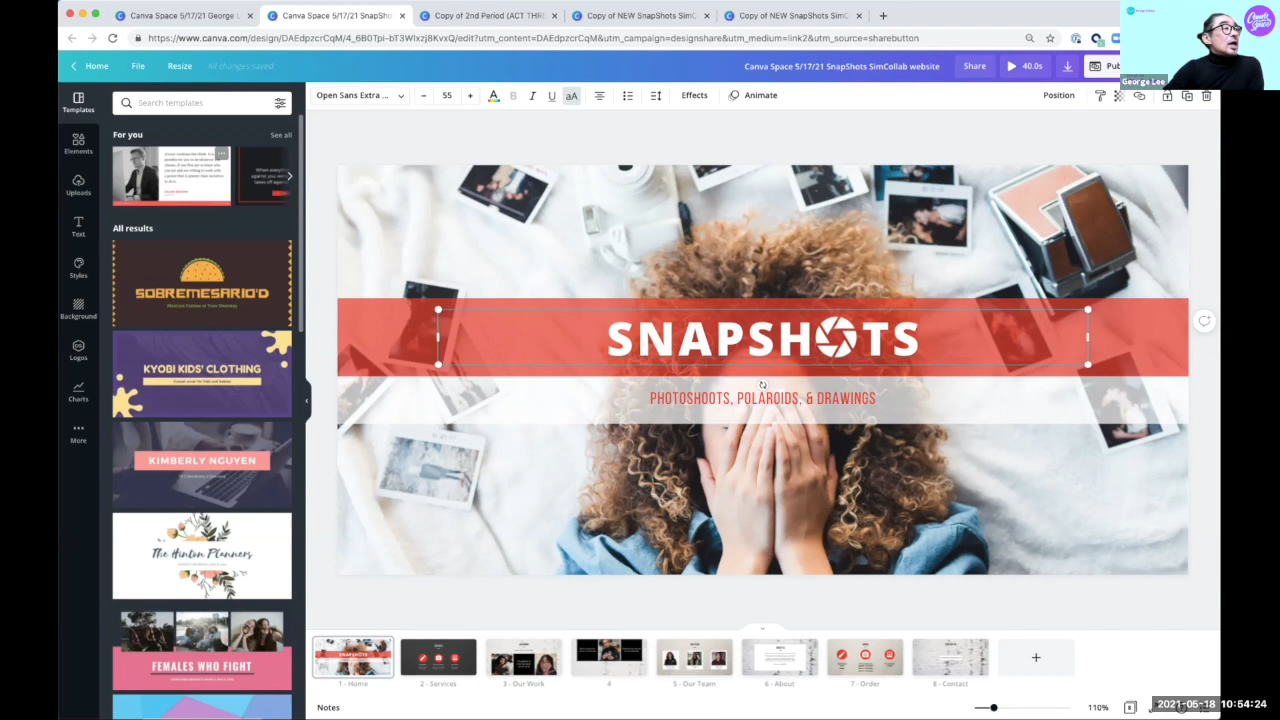 Canva Space 5/17/21 George L
Canva Space 5/17/21 SnapSho
Copy of 2nd Period (ACT THRE
Copy of NEW SnapShots SimC
Copy of NEW SnapShots SimC
https://www.canva.com/design/DAEdpzcrCqM/4_6B0Tpi-bT3WIxzj8KvyQ/edit?utm_content=DAEdpzcrCqM&utm_campaign=designshare&utm_medium=link2&utm_source=sharebutton
Home File Resize All changes saved
Canva Space 5/17/21 SnapShots SimCollab website Share 40.0s
George Lee
Templates
Elements
Uploads
Text
Styles
Background
Logos
Charts
More
Search templates
For you See all
All results
SOBREMESARIO'D
KYOBI KIDS' CLOTHING
KIMBERLY NGUYEN
The Hinton Planners
FEMALES WHO FIGHT
Open Sans Extra ... A B I U aA Effects Animate Position
SNAPSHOTS
PHOTOSHOOTS, POLAROIDS, & DRAWINGS
1 - Home
2 - Services
3 - Our Work
4
5 - Our Team
6 - About
7 - Order
8 - Contact
Notes 110% 8
2021-05-18 10:54:24